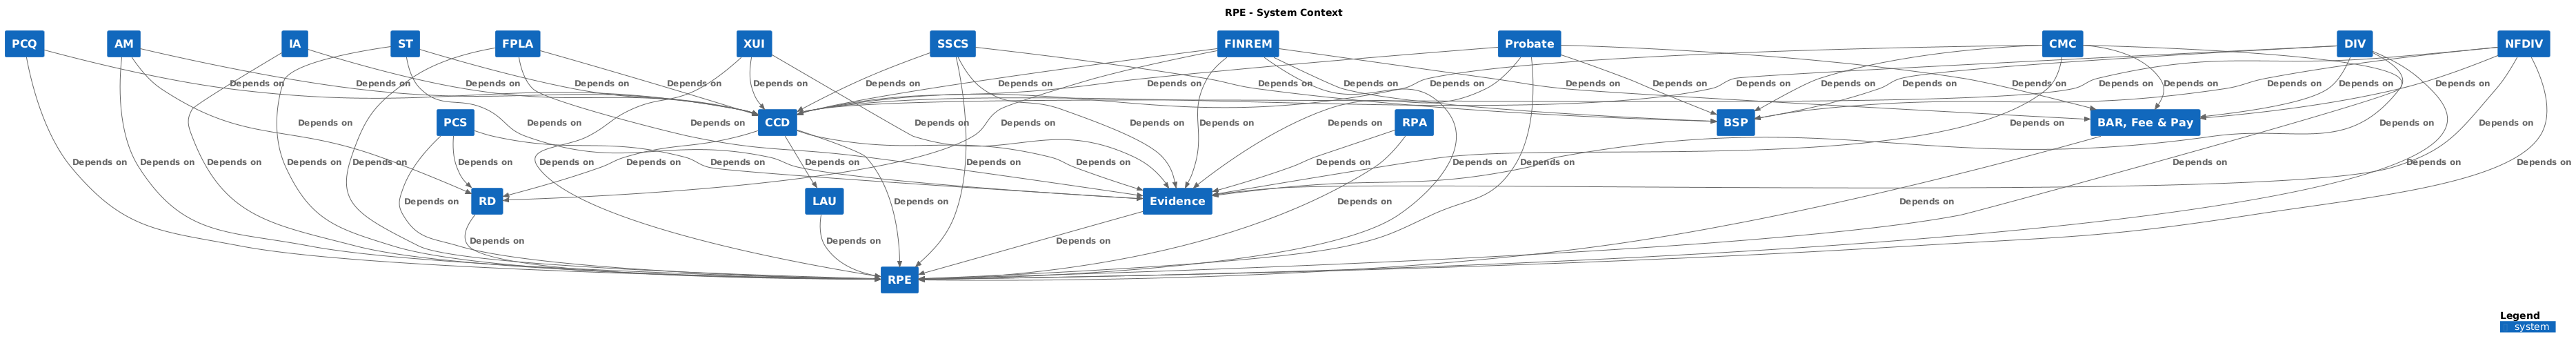 RPE - System Context
PCQ AM IA ST FPLA XUI SSCS FINREM Probate CMC DIV NFDIV
Depends on Depends on Depends on Depends on Depends on Depends on Depends on Depends on Depends on Depends on Depends on Depends on Depends on Depends on Depends on Depends on Depends on Depends on Depends on Depends on Depends on Depends on
Depends on Depends on PCS Depends on CCD Depends on Depends on Depends on Depends on Depends on RPA BSP Depends on BAR, Fee & Pay Depends on Depends on
Depends on Depends on Depends on Depends on Depends on Depends on Depends on Depends on Depends on Depends on Depends on Depends on Depends on Depends on Depends on Depends on Depends on Depends on
Depends on RD LAU Depends on Evidence Depends on Depends on
Depends on Depends on Depends on
RPE
Legend
system